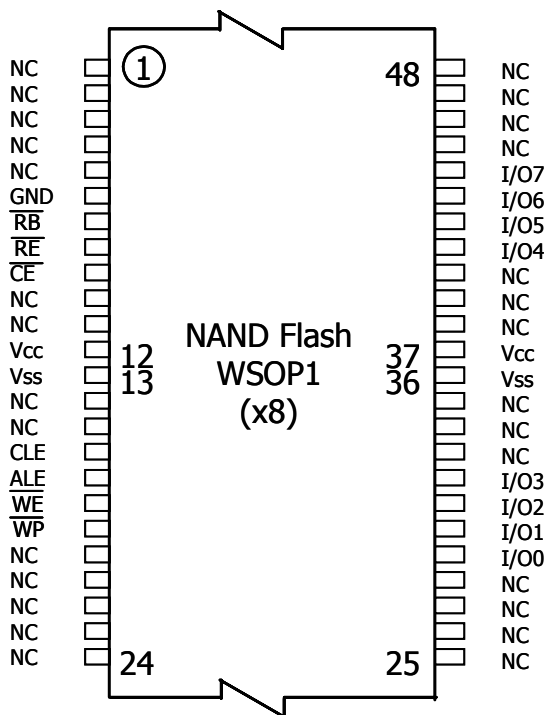 NC
NC
NC
NC
NC
GND
RB
RE
CE
NC
NC
Vcc
Vss
NC
NC
CLE
ALE
WE
WP
NC
NC
NC
NC
NC
1
12
13
24
NAND Flash
WSOP1
(x8)
48
37
36
25
NC
NC
NC
NC
I/O7
I/O6
I/O5
I/O4
NC
NC
NC
Vcc
Vss
NC
NC
NC
I/O3
I/O2
I/O1
I/O0
NC
NC
NC
NC